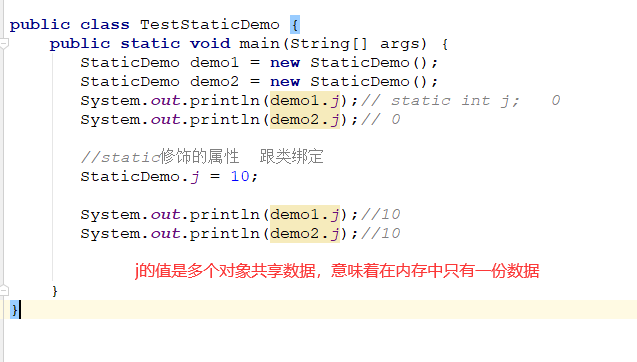 public class TestStaticDemo {
public static void main(String[] args) {
StaticDemo demo1 = new StaticDemo();
StaticDemo demo2 = new StaticDemo();
System.out.println(demo1.j);// static int j;   0
System.out.println(demo2.j);// 0
//static修饰的属性  跟类绑定
StaticDemo.j = 10;
System.out.println(demo1.j);//10
System.out.println(demo2.j);//10
j的值是多个对象共享数据，意味着在内存中只有一份数据
}
}